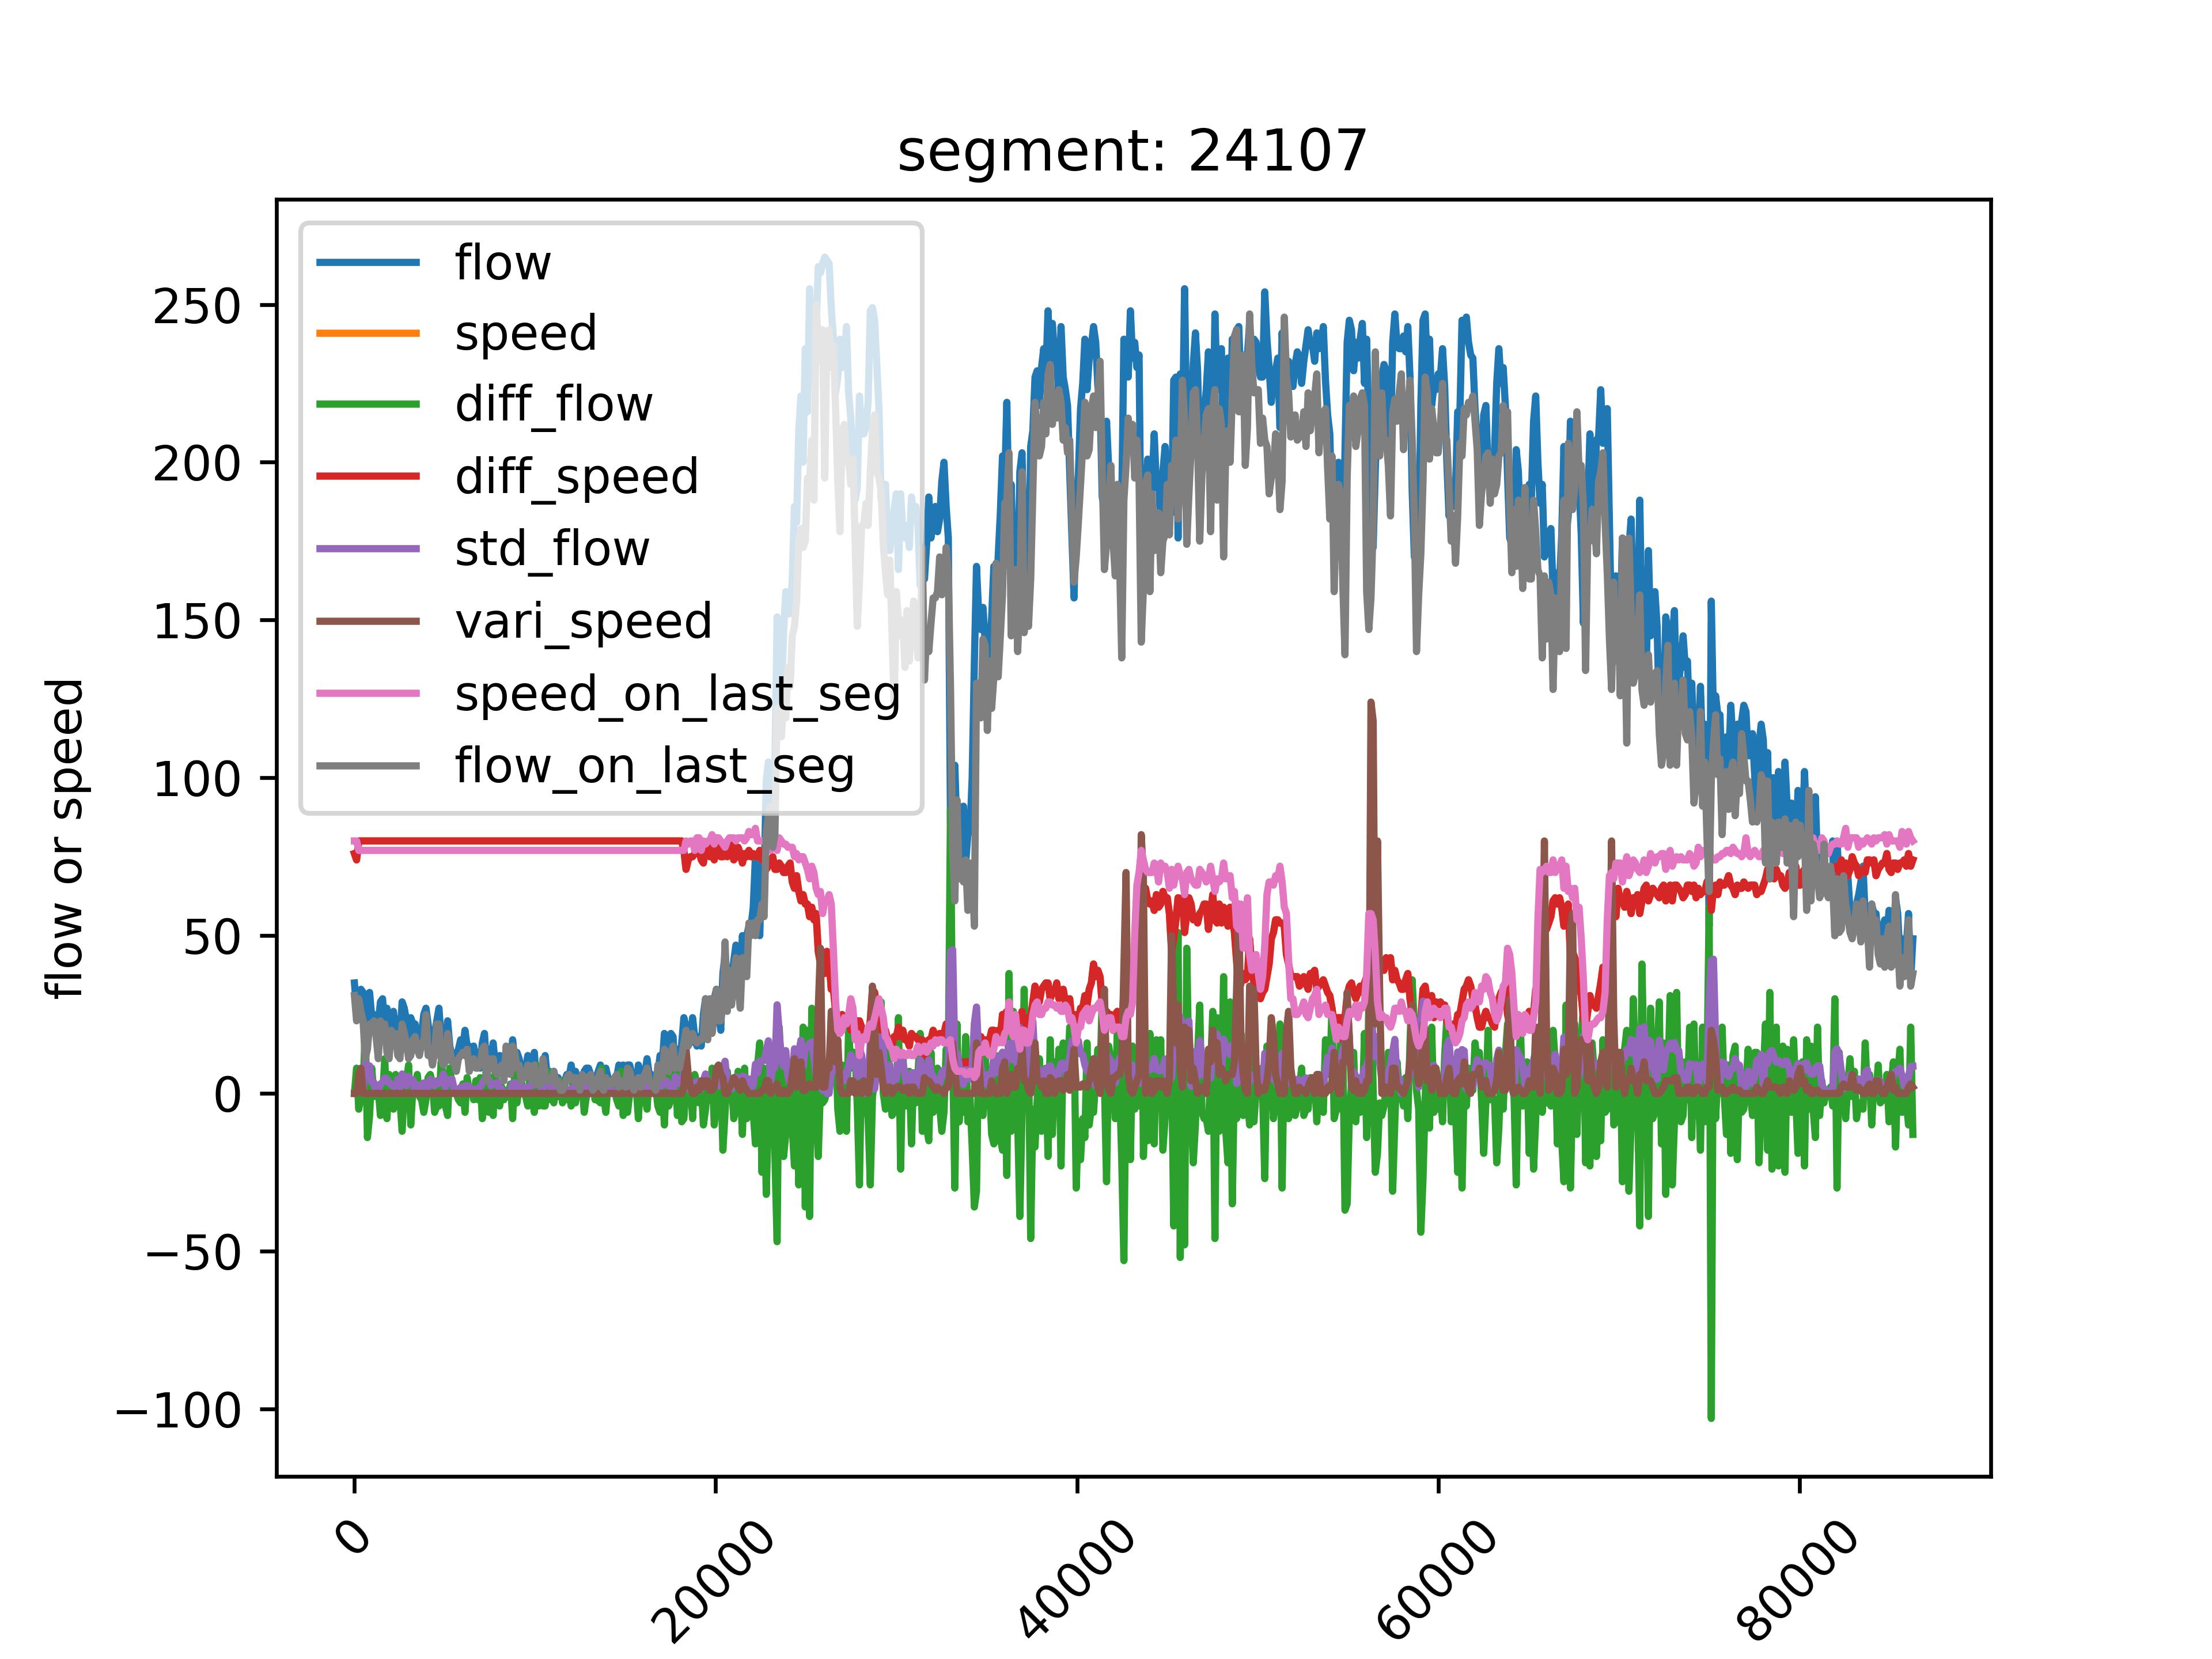 segment: 24107
flow
speed
diff_flow
diff_speed
std_flow
vari_speed
speed_on_last_seg
flow_on_last_seg
flow or speed
250
200
150
100
50
0
−50
−100
0
20000
40000
60000
80000